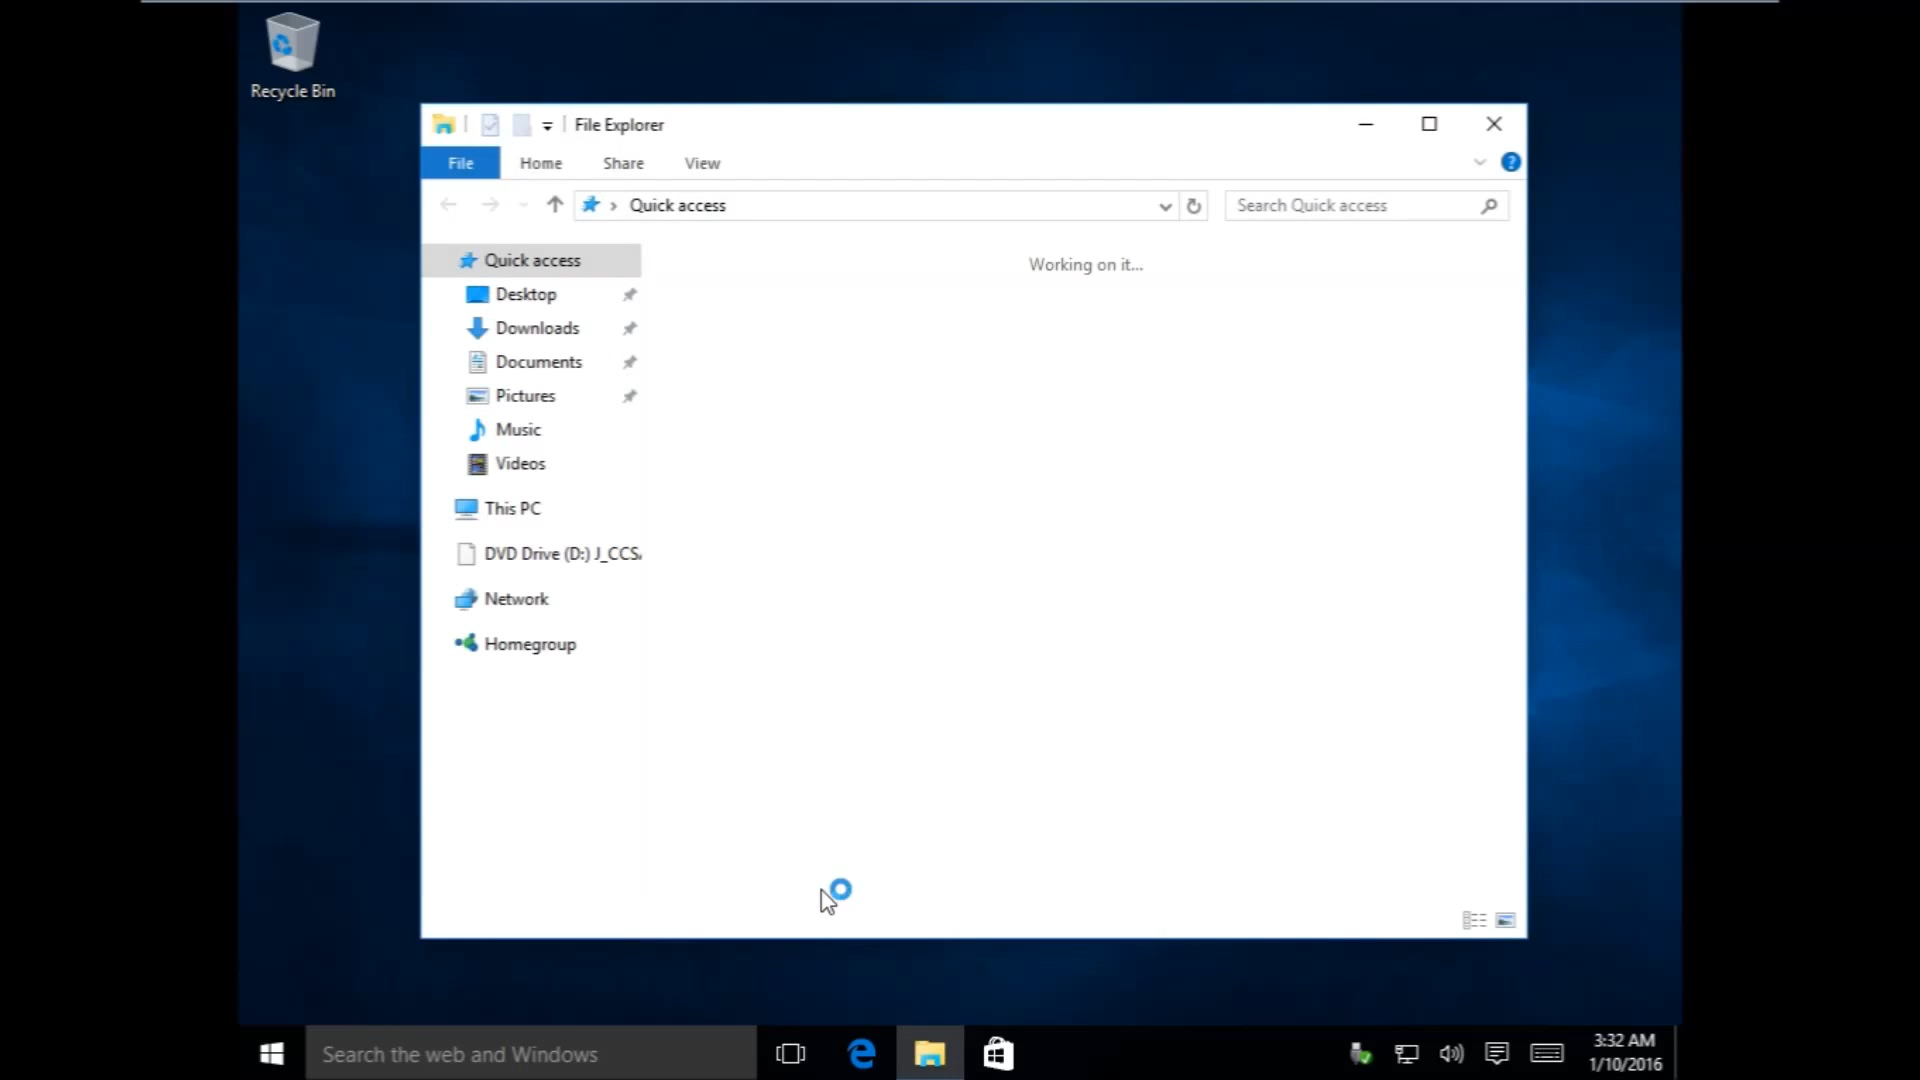 Recycle Bin
File Explorer
File Home Share View
Quick access
Search Quick access
Quick access
Working on it...
Desktop
Downloads
Documents
Pictures
Music
Videos
This PC
DVD Drive (D:) J_CCSA
Network
Homegroup
Search the web and Windows
3:32 AM
1/10/2016